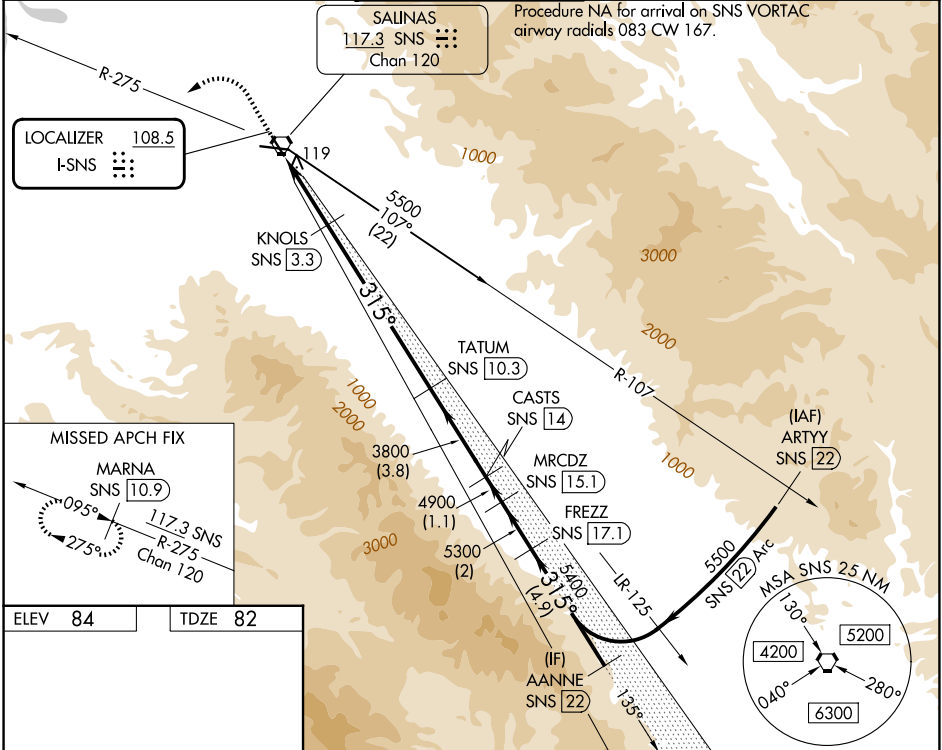 Procedure NA for arrival on SNS VORTAC
airway radials 083 CW 167.
SALINAS
117.3 SNS
Chan 120
R-275
LOCALIZER 108.5
I-SNS
119
1000
5500
107°
(22)
KNOLS
SNS 3.3
3000
315°
2000
TATUM
SNS 10.3
R-107
1000
2000
CASTS
SNS 14
(IAF)
ARTYY
SNS 22
MISSED APCH FIX
MARNA
SNS 10.9
095°
275°
117.3 SNS
R-275
Chan 120
3800
(3.8)
MRCDZ
SNS 15.1
1000
4900
(1.1)
FREZZ
SNS 17.1
3000
5300
(2)
5400
(4.9)
315°
LR-125
5500
SNS 22 Arc
MSA SNS 25 NM
130°
4200
5200
040°
280°
6300
(IF)
AANNE
SNS 22
135°
ELEV 84
TDZE 82